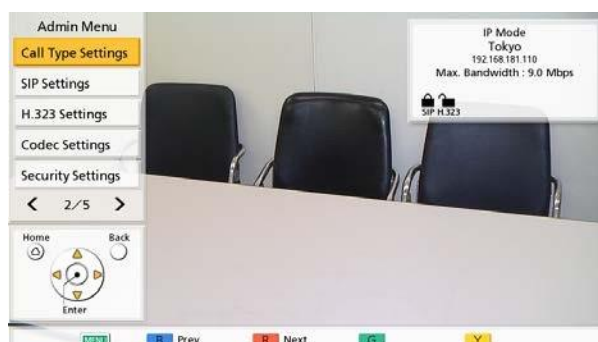 Admin Menu
Call Type Settings
SIP Settings
H.323 Settings
Codec Settings
Security Settings
2/5
Home
Back
Enter
IP Mode
Tokyo
192.168.181.110
Max. Bandwidth : 9.0 Mbps
SIP H.323
MENU
B Prev
R Next
G
Y